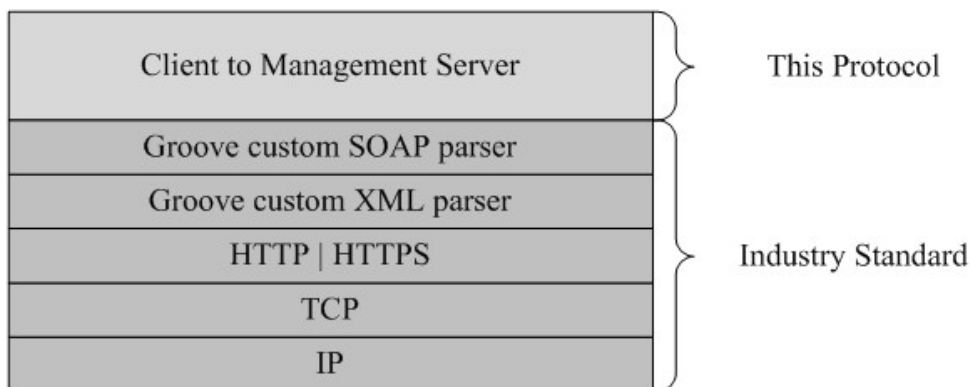 Client to Management Server
This Protocol
Groove custom SOAP parser
Groove custom XML parser
HTTP | HTTPS
Industry Standard
TCP
IP